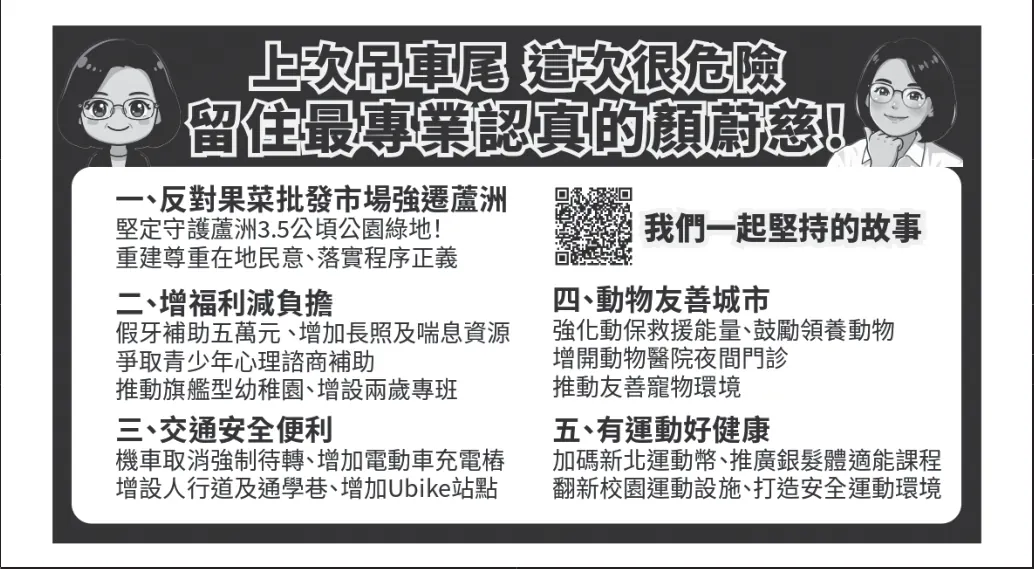 上次吊車尾 這次很危險
留住最專業認真的顏蔚慈!
一、反對果菜批發市場強遷蘆洲
堅定守護蘆洲3.5公頃公園綠地!
重建尊重在地民意、落實程序正義
二、增福利減負擔
假牙補助五萬元、增加長照及喘息資源
爭取青少年心理諮商補助
推動旗艦型幼稚園、增設兩歲專班
三、交通安全便利
機車取消強制待轉、增加電動車充電樁
增設人行道及通學巷、增加Ubike站點
我們一起堅持的故事
四、動物友善城市
強化動保救援能量、鼓勵領養動物
增開動物醫院夜間門診
推動友善寵物環境
五、有運動好健康
加碼新北運動幣、推廣銀髮體適能課程
翻新校園運動設施、打造安全運動環境